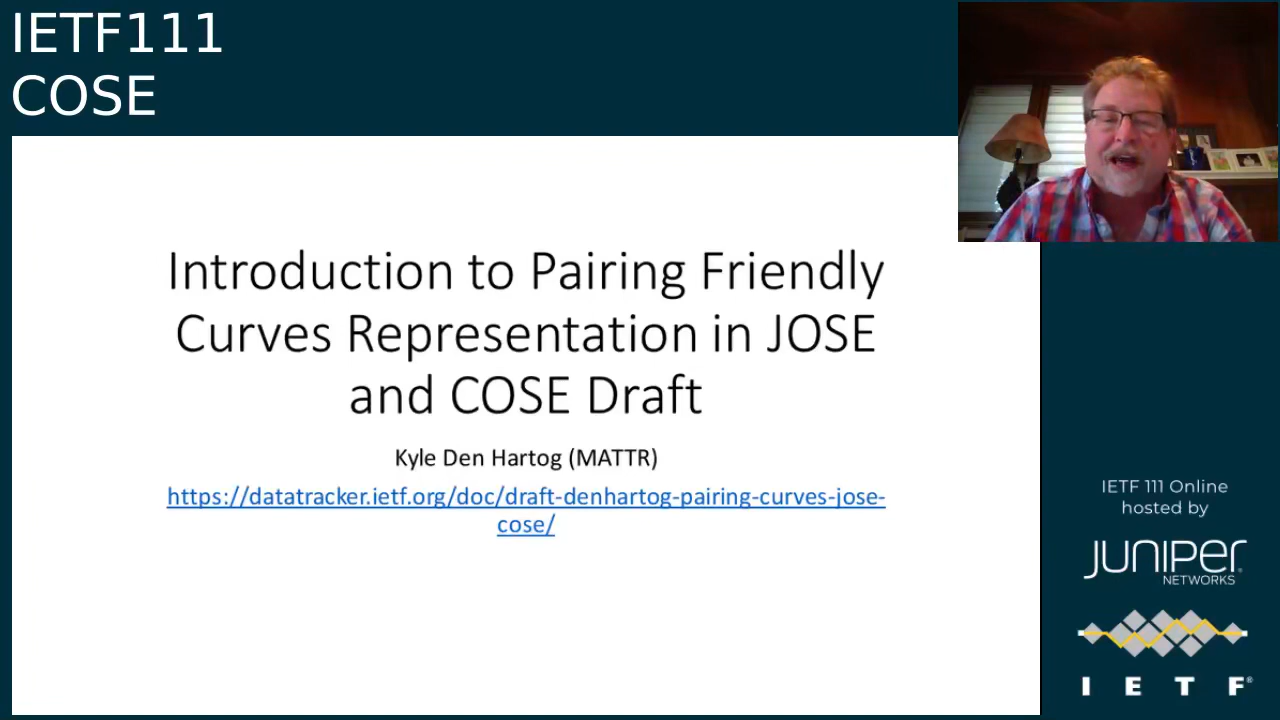 IETF111
COSE
Introduction to Pairing Friendly
Curves Representation in JOSE
and COSE Draft
Kyle Den Hartog (MATTR)
https://datatracker.ietf.org/doc/draft-denhartog-pairing-curves-jose-
cose/
IETF 111 Online
hosted by
JUNIPER
NETWORKS
I E T F®